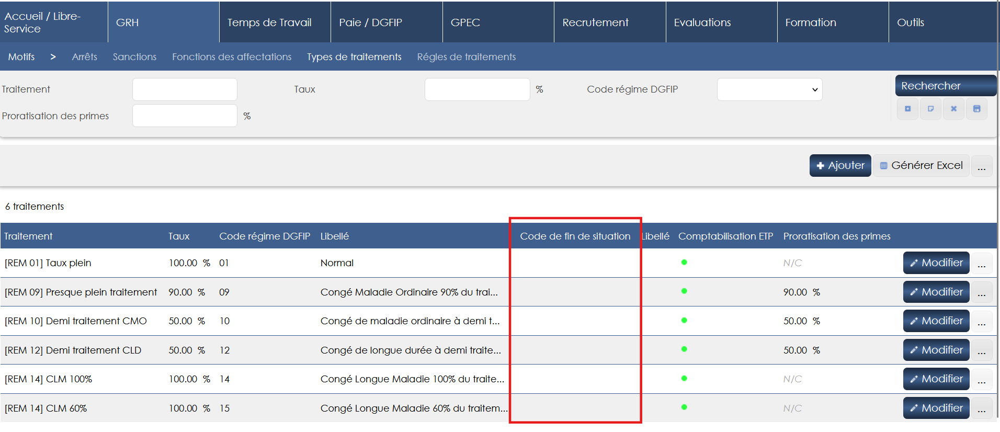 Accueil / Libre-Service GRH Temps de Travail Paie / DGFIP GPEC Recrutement Evaluations Formation Outils
Motifs > Arrêts Sanctions Fonctions des affectations Types de traitements Régles de traitements
Traitement Taux % Code régime DGFIP Rechercher
Proratisation des primes %
Ajouter Générer Excel ...
6 traitements
Traitement Taux Code régime DGFIP Libellé Code de fin de situation Libellé Comptabilisation ETP Proratisation des primes
[REM 01] Taux plein 100.00 % 01 Normal N/C Modifier ...
[REM 09] Presque plein traitement 90.00 % 09 Congé Maladie Ordinaire 90% du trai... 90.00 % Modifier ...
[REM 10] Demi traitement CMO 50.00 % 10 Congé de maladie ordinaire à demi t... 50.00 % Modifier ...
[REM 12] Demi traitement CLD 50.00 % 12 Congé de longue durée à demi traite... 50.00 % Modifier ...
[REM 14] CLM 100% 100.00 % 14 Congé Longue Maladie 100% du traite... N/C Modifier ...
[REM 14] CLM 60% 100.00 % 15 Congé Longue Maladie 60% du traitem... N/C Modifier ...